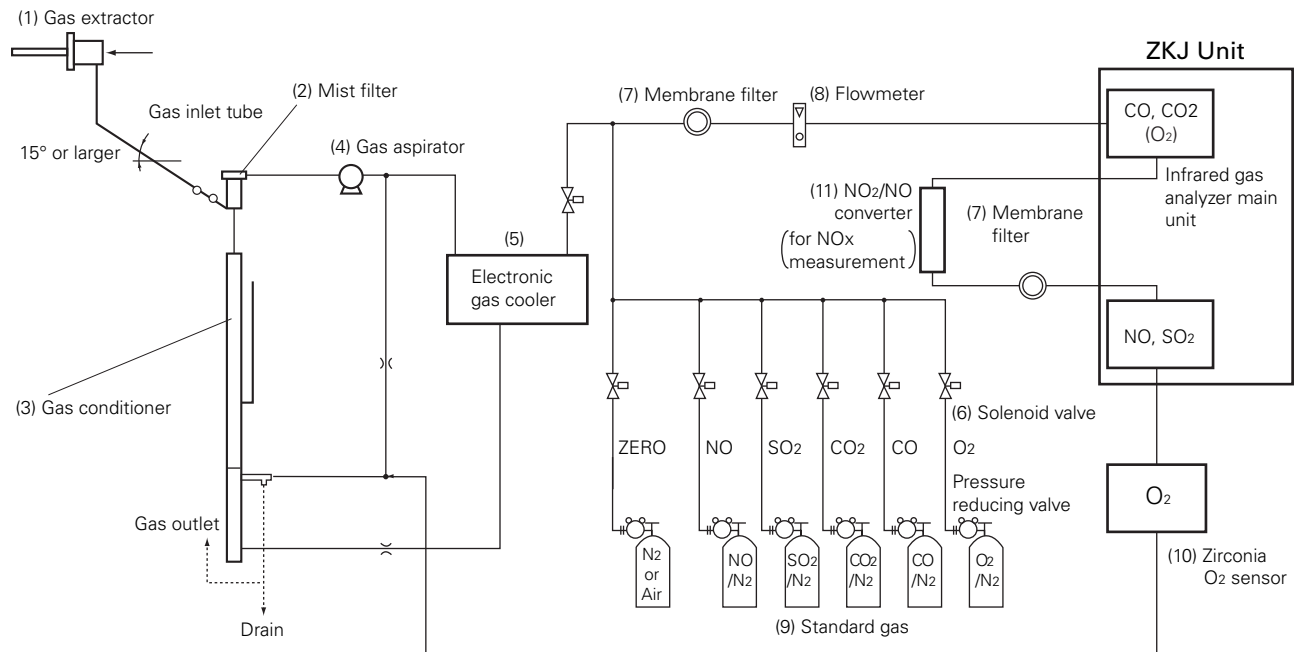 (1) Gas extractor
Gas inlet tube
15° or larger
(2) Mist filter
(4) Gas aspirator
(5)
Electronic
gas cooler
(3) Gas conditioner
Gas outlet
Drain
(7) Membrane filter
(8) Flowmeter
ZKJ Unit
CO, CO2
(O2)
Infrared gas
analyzer main
unit
(11) NO2/NO
converter
(for NOx
measurement)
(7) Membrane
filter
NO, SO2
(6) Solenoid valve
ZERO
NO
SO2
CO2
CO
O2
Pressure
reducing valve
N2
or
Air
NO
/N2
SO2
/N2
CO2
/N2
CO
/N2
O2
/N2
(9) Standard gas
O2
(10) Zirconia
O2 sensor